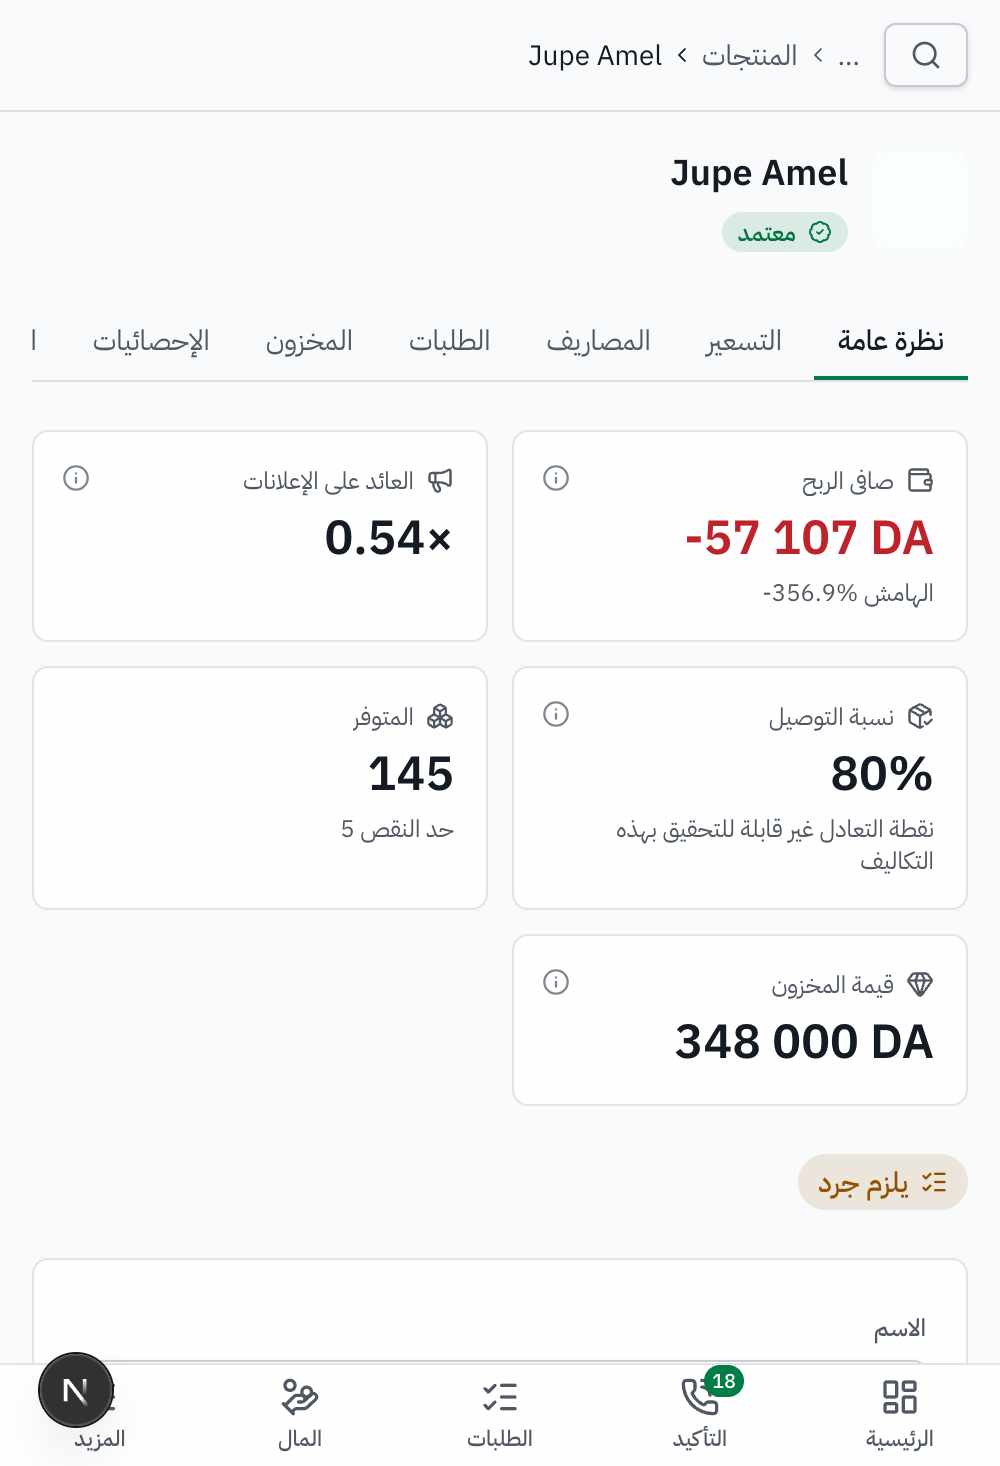 ... > المنتجات > Jupe Amel
Jupe Amel
معتمد
نظرة عامة
التسعير
المصاريف
الطلبات
المخزون
الإحصائيات
ا
صافي الربح
-57 107 DA
الهامش ‎-356.9%
العائد على الإعلانات
0.54×
نسبة التوصيل
80%
نقطة التعادل غير قابلة للتحقيق بهذه
التكاليف
المتوفر
145
حد النقص 5
قيمة المخزون
348 000 DA
يلزم جرد
الاسم
الرئيسية
18
التأكيد
الطلبات
المال
المزيد
N